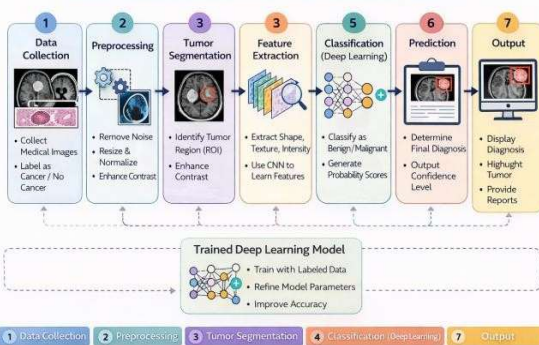 1
Data
Collection
• Collect
Medical Images
• Label as
Cancer / No
Cancer
2
Preprocessing
• Remove Noise
• Resize &
Normalize
• Enhance Contrast
3
Tumor
Segmentation
• Identify Tumor
Region (ROI)
• Enhance
Contrast
3
Feature
Extraction
• Extract Shape,
Texture, Intensity
• Use CNN to
Learn Features
5
Classification
(Deep Learning)
• Classify as
Benign/Malignant
• Generate
Probability Scores
6
Prediction
• Determine
Final Diagnosis
• Output
Confidence
Level
7
Output
• Display
Diagnosis
• Highught
Tumor
• Provide
Reports
Trained Deep Learning Model
• Train with Labeled Data
• Refine Model Parameters
• Improve Accuracy
1 Data Collection 2 Preprocessing 3 Tumor Segmentation 4 Classification (Deep Learning) 7 Output